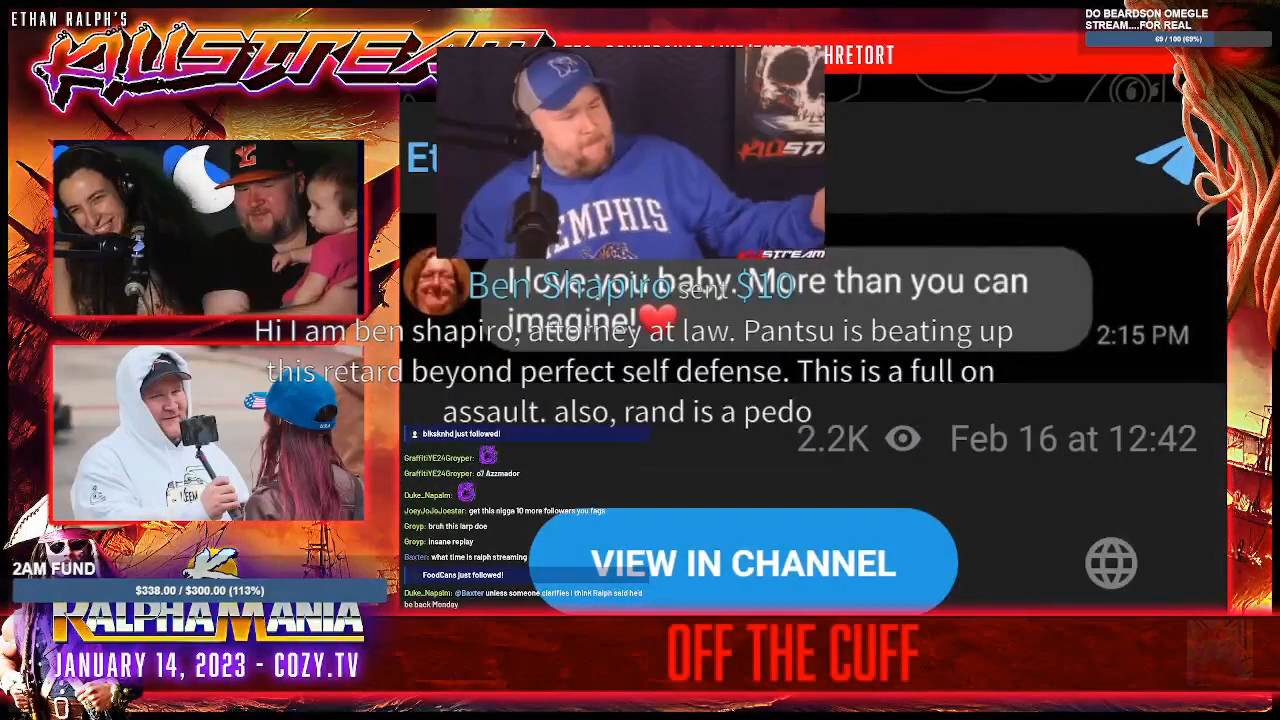 ETHAN RALPH'S
KILLSTREAM
DO BEARDSON OMEGLE
STREAM....FOR REAL
69 / 100 (69%)
HRETORT
Et
KILLST
MEMPHIS
KILLSTREAM
I love you baby. More than you can
imagine!❤️
2:15 PM
Ben Shapiro sent $10
Hi I am ben shapiro, attorney at law. Pantsu is beating up
this retard beyond perfect self defense. This is a full on
assault. also, rand is a pedo
2.2K
Feb 16 at 12:42
blksknhd just followed!
GraffitiYE24Groyper:
GraffitiYE24Groyper: o7 Azzmador
Duke_Napalm:
JoeyJoJoJoester: get this nigga 10 more followers you fags
Groyp: bruh this larp doe
Groyp: insane replay
Baxter: what time is ralph streaming
FoodCans just followed!
Duke_Napalm: @Baxter unless someone clarifies I think Ralph said he'd
be back Monday
VIEW IN CHANNEL
USA
2AM FUND
$338.00 / $300.00 (113%)
RALPHAMANIA
JANUARY 14, 2023 - COZY.TV
OFF THE CUFF